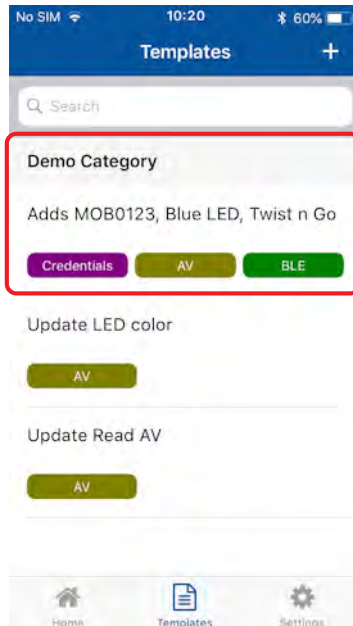 No SIM 10:20 60%
Templates +
Search
Demo Category
Adds MOB0123, Blue LED, Twist n Go
Credentials AV BLE
Update LED color
AV
Update Read AV
AV
Home Templates Settings